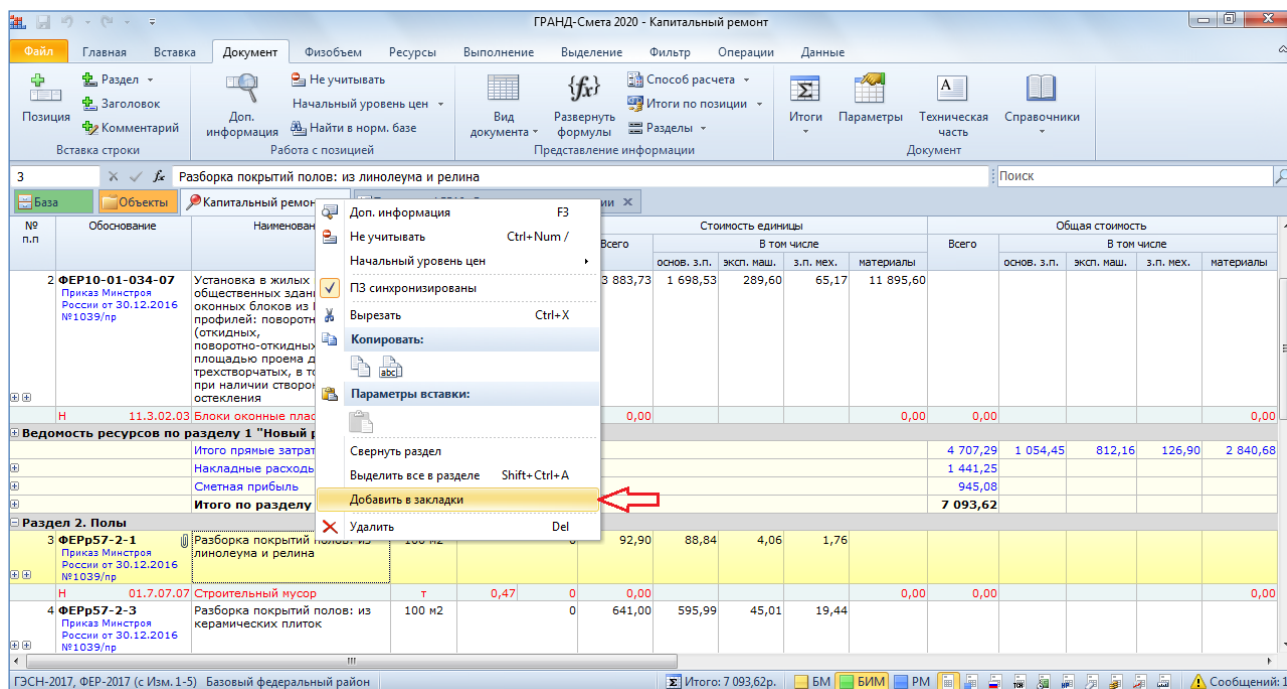 ГРАНД-Смета 2020 - Капитальный ремонт
Файл Главная Вставка Документ Физобъем Ресурсы Выполнение Выделение Фильтр Операции Данные
Позиция
Раздел
Заголовок
Комментарий
Вставка строки
Доп. информация
Не учитывать
Начальный уровень цен
Найти в норм. базе
Работа с позицией
Вид документа
Развернуть формулы
Способ расчета
Итоги по позиции
Разделы
Представление информации
Итоги
Параметры
Техническая часть
Справочники
Документ
3 fx Разборка покрытий полов: из линолеума и релина Поиск
База Объекты Капитальный ремон ии
№ п.п Обоснование Наименован Всего Стоимость единицы Общая стоимость
В том числе Всего В том числе
основ. з.п. эксп. маш. з.п. мех. материалы основ. з.п. эксп. маш. з.п. мех. материалы
Доп. информация F3
Не учитывать Ctrl+Num /
Начальный уровень цен
ПЗ синхронизированы
Вырезать Ctrl+X
Копировать:
abc
Параметры вставки:
Свернуть раздел
Выделить все в разделе Shift+Ctrl+A
Добавить в закладки
Удалить Del
2 ФЕР10-01-034-07 Установка в жилых 3 883,73 1 698,53 289,60 65,17 11 895,60
Приказ Минстроя общественных здан
России от 30.12.2016 оконных блоков из
№1039/пр профилей: поворотн
(откидных,
поворотно-откидных
площадью проема д
трехстворчатых, в т
при наличии створо
остекления
Н 11.3.02.03 Блоки оконные плас 0,00 0,00 0,00 0,00
Ведомость ресурсов по разделу 1 "Новый р
Итого прямые затрат 4 707,29 1 054,45 812,16 126,90 2 840,68
Накладные расходы 1 441,25
Сметная прибыль 945,08
Итого по разделу 7 093,62
Раздел 2. Полы
3 ФЕРр57-2-1 Разборка покрытий полов: из 100 м2 0 92,90 88,84 4,06 1,76
Приказ Минстроя линолеума и релина
России от 30.12.2016
№1039/пр
Н 01.7.07.07 Строительный мусор т 0,47 0 0,00 0,00 0,00 0,00
4 ФЕРр57-2-3 Разборка покрытий полов: из 100 м2 0 641,00 595,99 45,01 19,44
Приказ Минстроя керамических плиток
России от 30.12.2016
№1039/пр
ГЭСН-2017, ФЕР-2017 (с Изм. 1-5) Базовый федеральный район Итого: 7 093,62р. БМ БИМ РМ Сообщений: 1